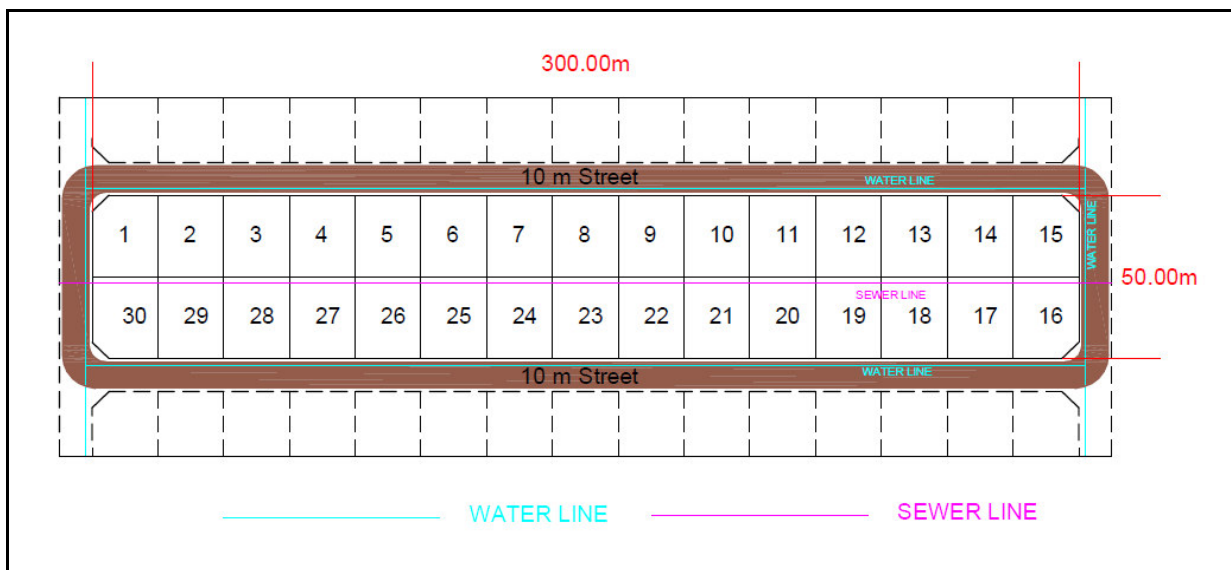 300.00m
10 m Street
WATER LINE
1 2 3 4 5 6 7 8 9 10 11 12 13 14 15
WATER LINE
50.00m
SEWER LINE
30 29 28 27 26 25 24 23 22 21 20 19 18 17 16
10 m Street
WATER LINE
WATER LINE
SEWER LINE